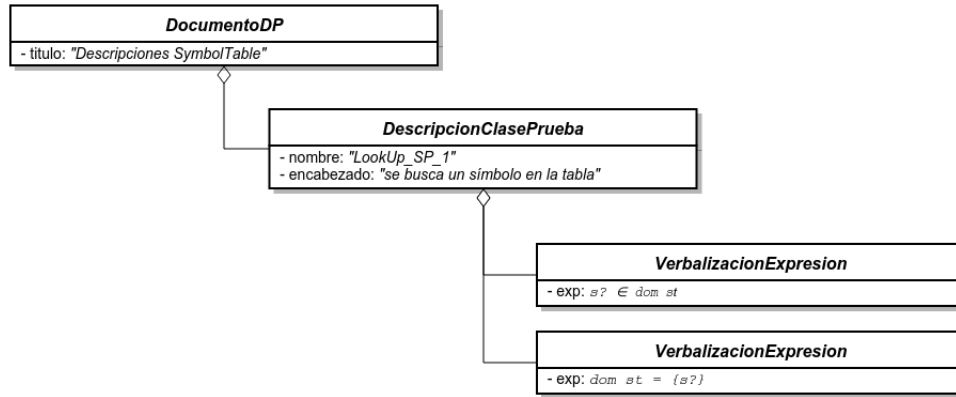 DocumentoDP
- titulo: "Descripciones SymbolTable"
DescripcionClasePrueba
- nombre: "LookUp_SP_1"
- encabezado: "se busca un símbolo en la tabla"
VerbalizacionExpresion
- exp: s? ∈ dom st
VerbalizacionExpresion
- exp: dom st = {s?}